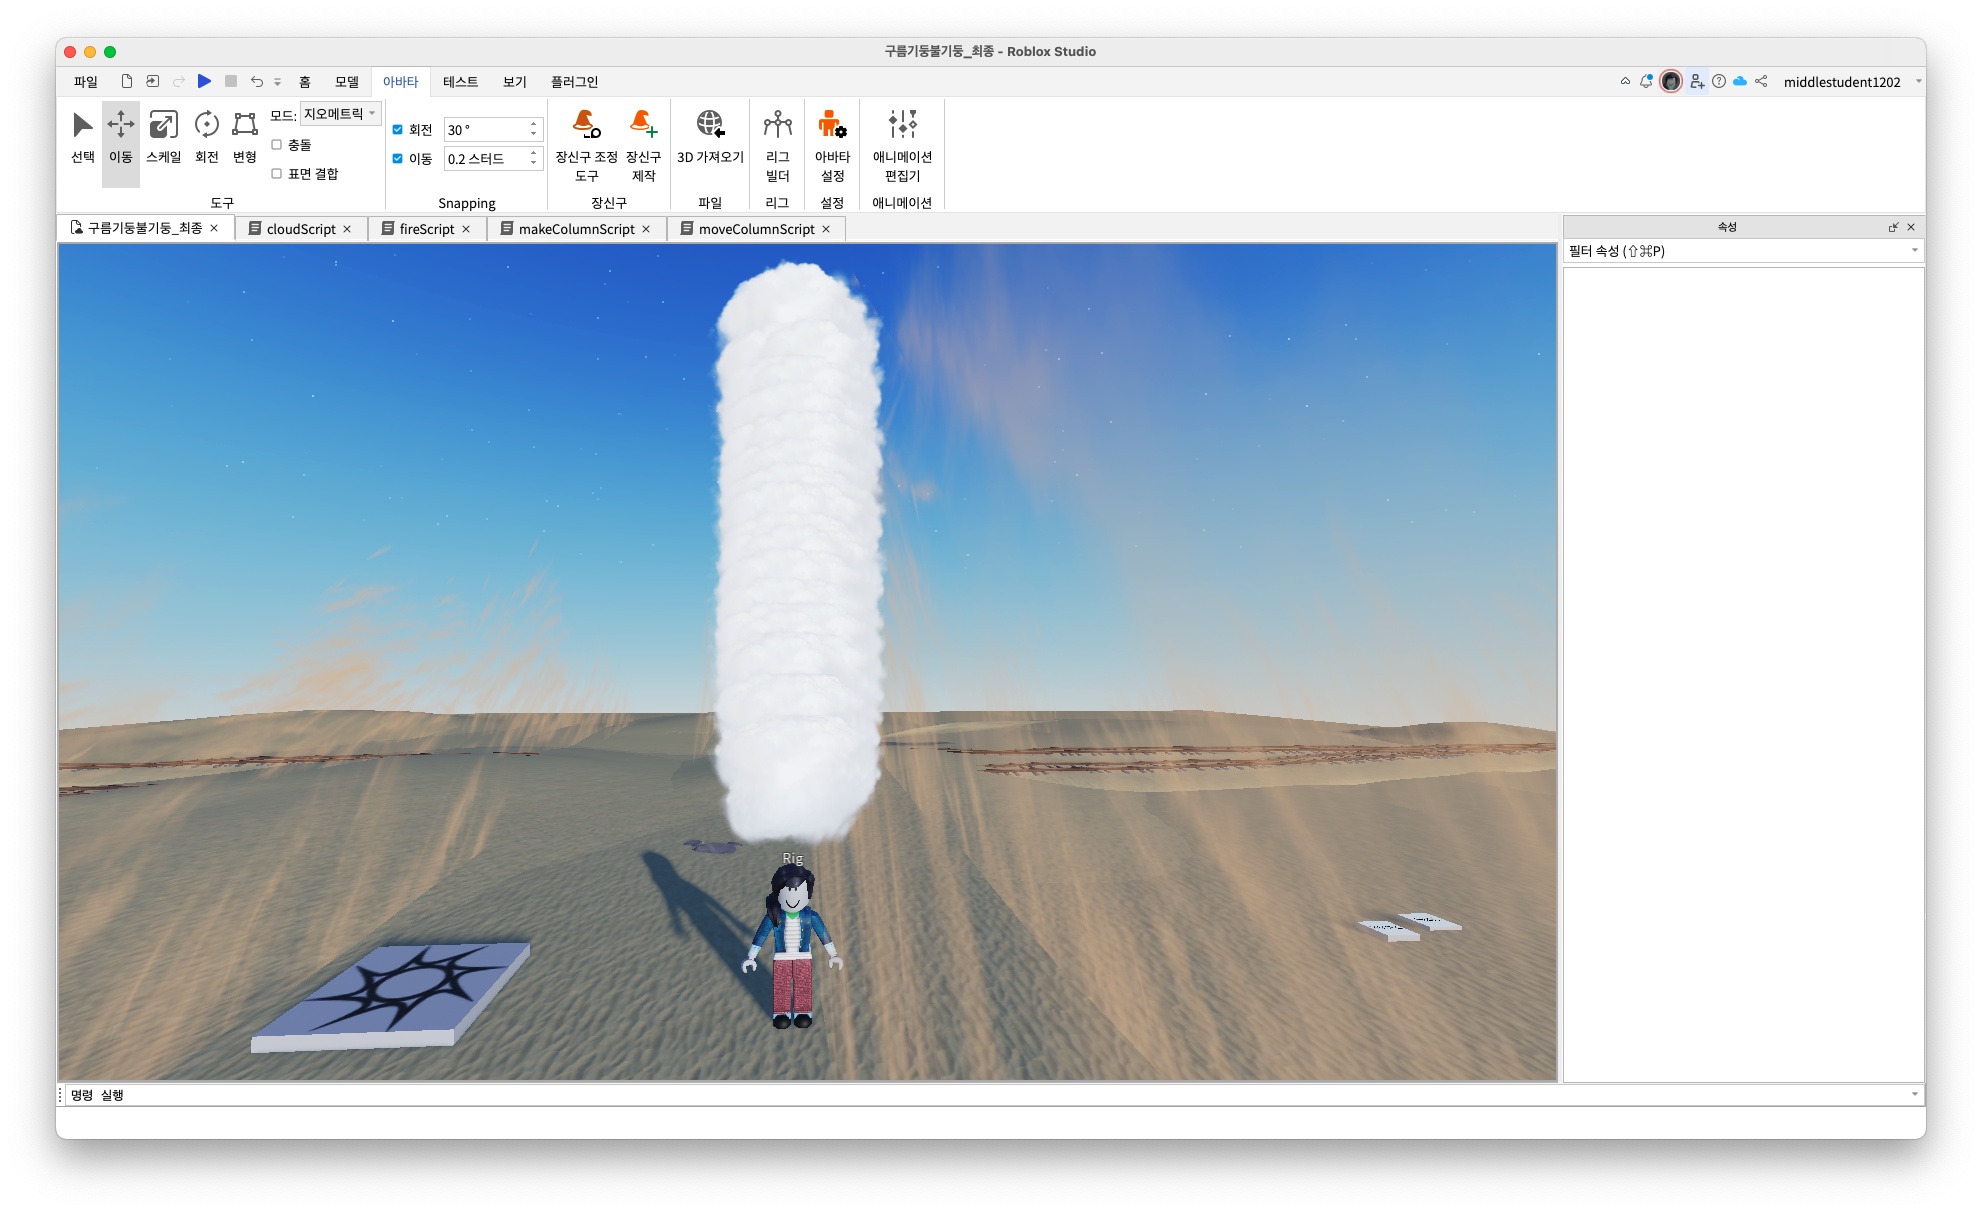 구름기둥불기둥_최종 - Roblox Studio
파일 홈 모델 아바타 테스트 보기 플러그인 middlestudent1202
모드: 지오메트릭
충돌
표면 결합
선택 이동 스케일 회전 변형
도구
회전 30 °
이동 0.2 스터드
Snapping
장신구 조정 도구
장신구 제작
장신구
3D 가져오기
파일
리그 빌더
리그
아바타 설정
설정
애니메이션 편집기
애니메이션
구름기둥불기둥_최종 cloudScript fireScript makeColumnScript moveColumnScript
속성
필터 속성 (⇧⌘P)
Rig
명령 실행